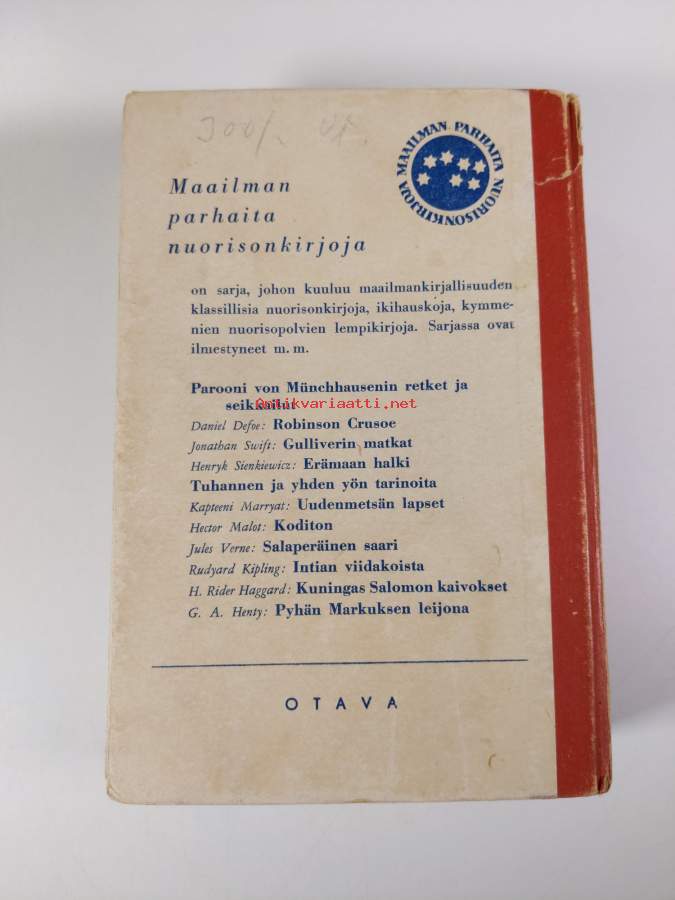 300/.
MAAILMAN PARHAITA NUORISONKIRJOJA
Maailman
parhaita
nuorisonkirjoja
on sarja, johon kuuluu maailmankirjallisuuden
klassillisia nuorisonkirjoja, ikihauskoja, kymme-
nien nuorisopolvien lempikirjoja. Sarjassa ovat
ilmestyneet m. m.
Parooni von Münchhausenin retket ja
seikkailut
Antikvariaatti.net
Daniel Defoe: Robinson Crusoe
Jonathan Swift: Gulliverin matkat
Henryk Sienkiewicz: Erämaan halki
Tuhannen ja yhden yön tarinoita
Kapteeni Marryat: Uudenmetsän lapset
Hector Malot: Koditon
Jules Verne: Salaperäinen saari
Rudyard Kipling: Intian viidakoista
H. Rider Haggard: Kuningas Salomon kaivokset
G. A. Henty: Pyhän Markuksen leijona
OTAVA